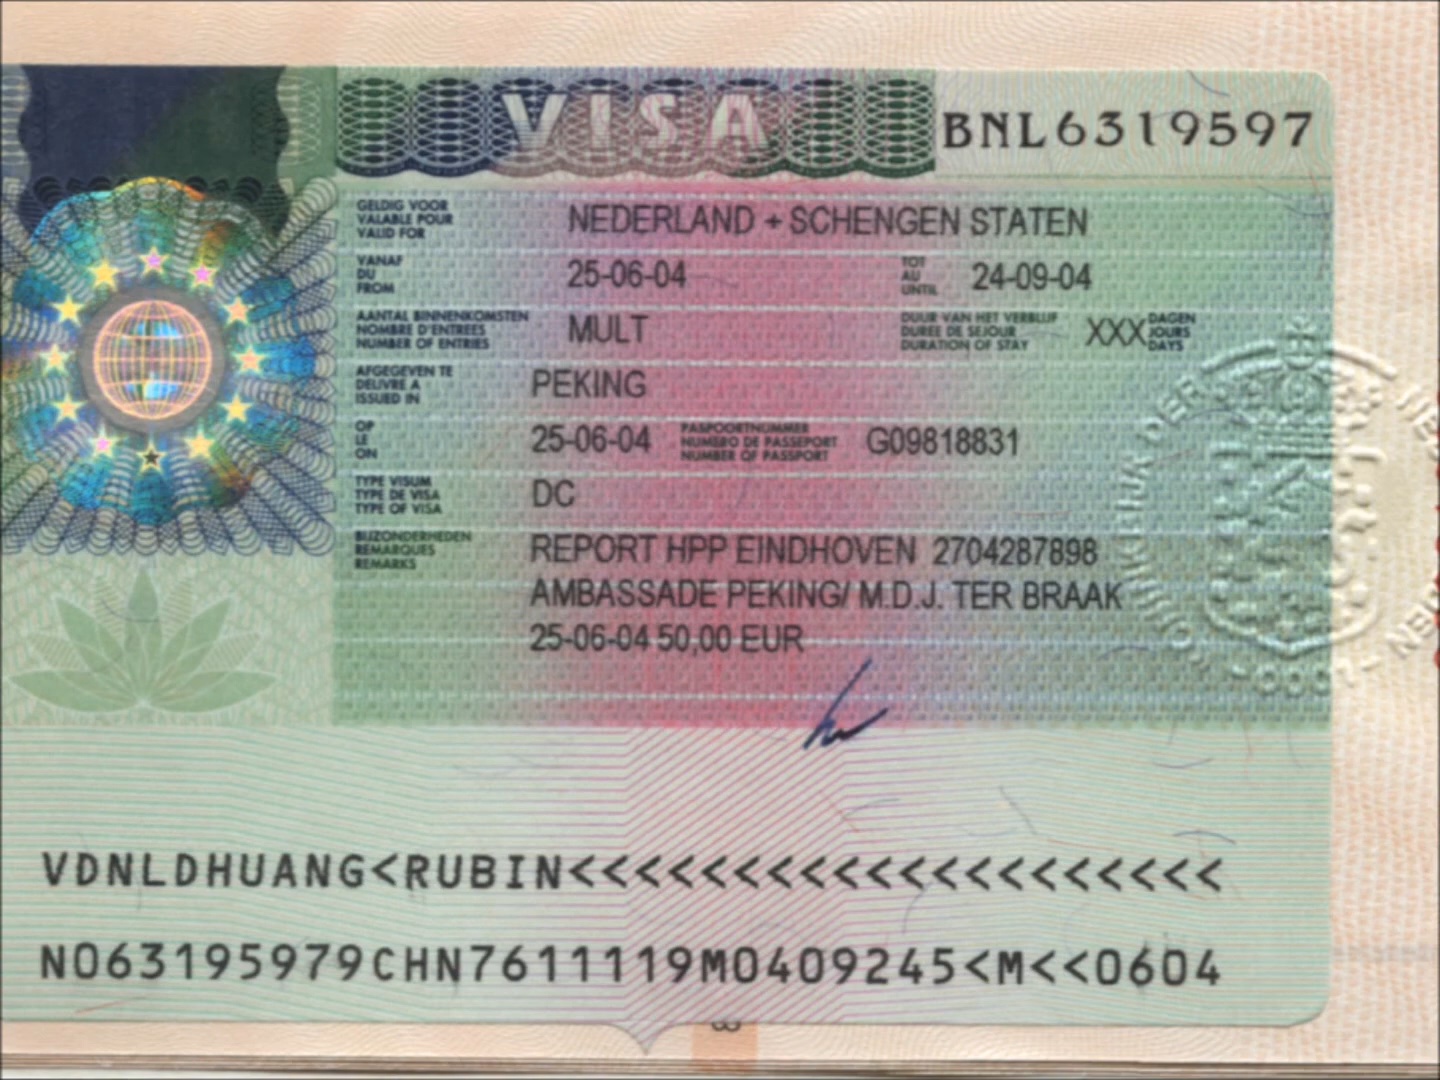 VISA
BNL6319597
GELDIG VOOR
VALABLE POUR
VALID FOR
NEDERLAND + SCHENGEN STATEN
VANAF
DU
FROM
25-06-04
TOT
AU
UNTIL
24-09-04
AANTAL BINNENKOMSTEN
NOMBRE D'ENTREES
NUMBER OF ENTRIES
MULT
DUUR VAN HET VERBLIJF
DUREE DE SEJOUR
DURATION OF STAY
XXX
DAGEN
JOURS
DAYS
AFGEGEVEN TE
DELIVRE A
ISSUED IN
PEKING
OP
LE
ON
25-06-04
PASPOORTNUMMER
NUMERO DE PASSEPORT
NUMBER OF PASSPORT
G09818831
TYPE VISUM
TYPE DE VISA
TYPE OF VISA
DC
BIJZONDERHEDEN
REMARQUES
REMARKS
REPORT HPP EINDHOVEN 2704287898
AMBASSADE PEKING/ M.D.J. TER BRAAK
25-06-04 50,00 EUR
VDNLDHUANG<RUBIN<<<<<<<<<<<<<<<<<<<<
N063195979CHN7611119M0409245<M<<0604